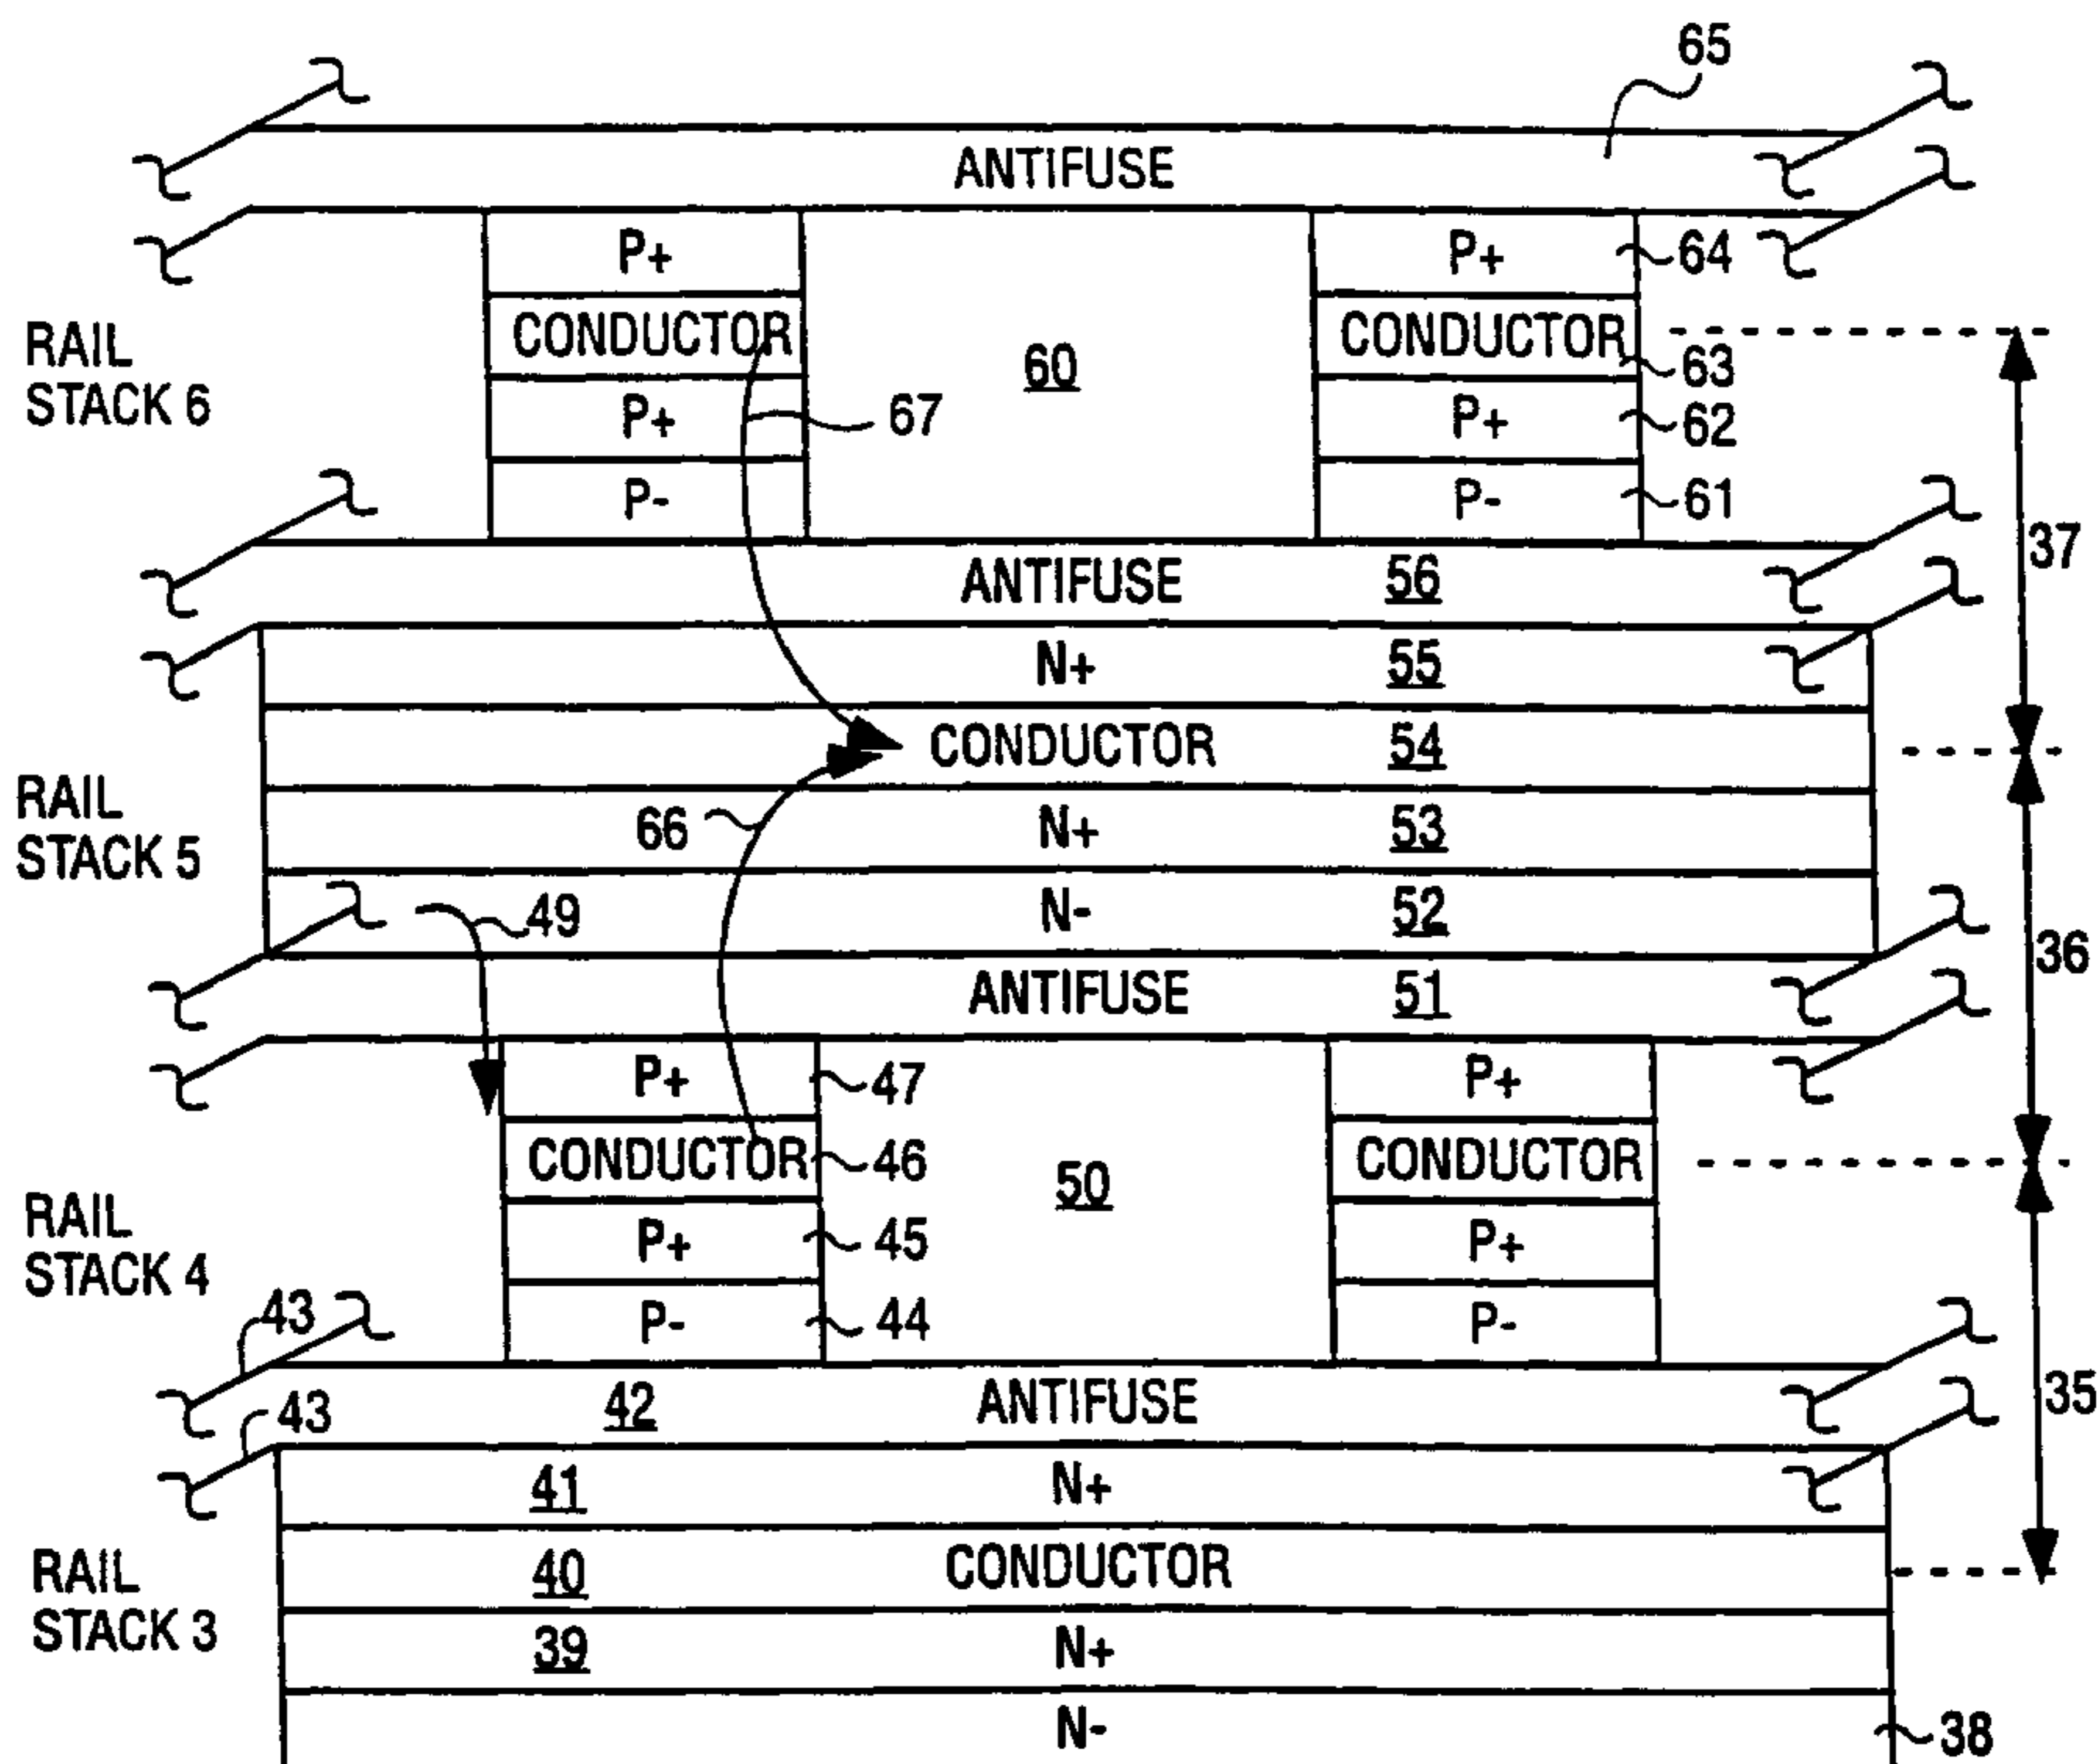 65
ANTIFUSE
P+ P+ 64
RAIL STACK 6
CONDUCTOR 60 CONDUCTOR 63
P+ 67 P+ 62
P- P- 61
37
ANTIFUSE 56
N+ 55
CONDUCTOR 54
RAIL STACK 5
66 N+ 53
49 N- 52
36
ANTIFUSE 51
P+ 47 P+
CONDUCTOR 46 50 CONDUCTOR
RAIL STACK 4
P+ 45 P+
43 P- 44 P-
35
43 42 ANTIFUSE
41 N+
RAIL STACK 3
40 CONDUCTOR
39 N+
N- 38